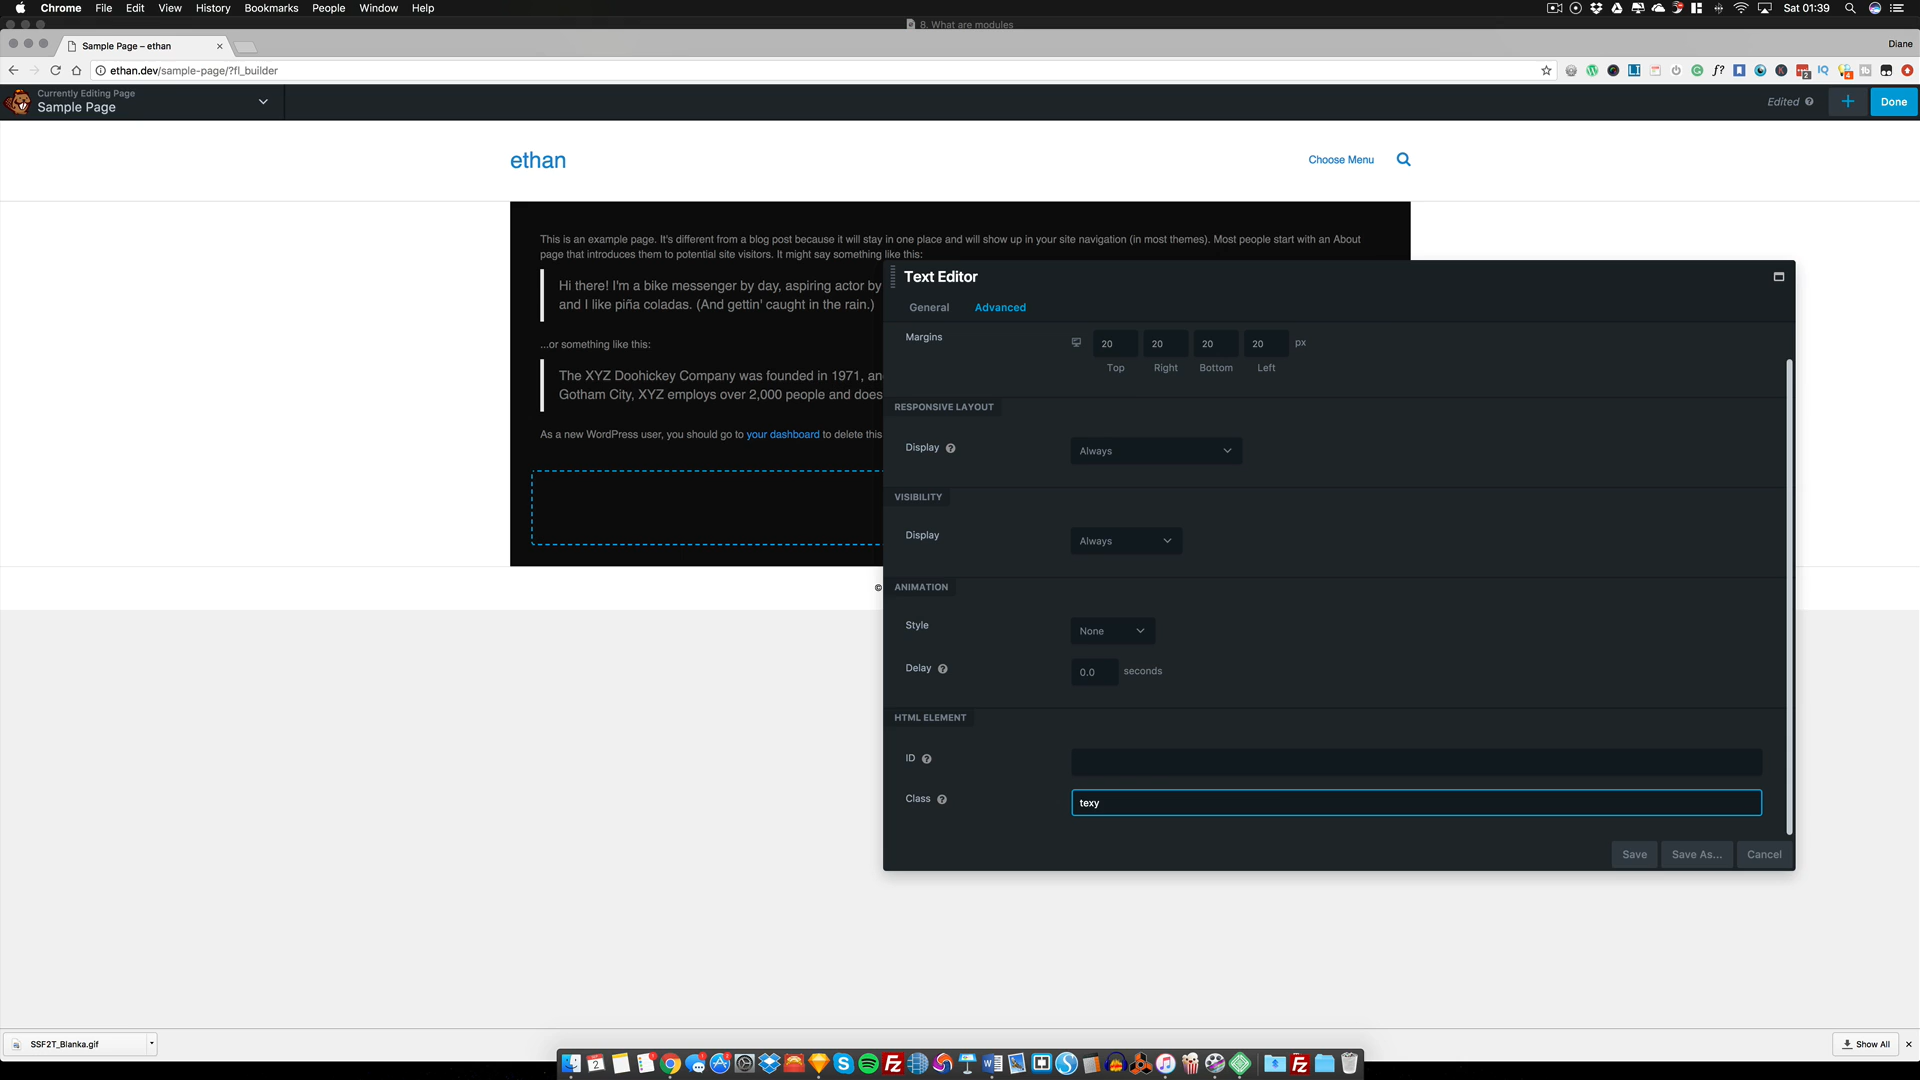 Chrome File Edit View History Bookmarks People Window Help
Sat 01:39
8. What are modules
Sample Page – ethan
Diane
ethan.dev/sample-page/?fl_builder
Currently Editing Page
Sample Page
Edited
Done
ethan
Choose Menu
This is an example page. It's different from a blog post because it will stay in one place and will show up in your site navigation (in most themes). Most people start with an About
page that introduces them to potential site visitors. It might say something like this:
Hi there! I'm a bike messenger by day, aspiring actor by
and I like piña coladas. (And gettin' caught in the rain.)
...or something like this:
The XYZ Doohickey Company was founded in 1971, and
Gotham City, XYZ employs over 2,000 people and does
As a new WordPress user, you should go to your dashboard to delete this
©
Text Editor
General Advanced
Margins
20 20 20 20 px
Top Right Bottom Left
RESPONSIVE LAYOUT
Display ? Always
VISIBILITY
Display Always
ANIMATION
Style None
Delay ? 0.0 seconds
HTML ELEMENT
ID ?
Class ? texy
Save Save As... Cancel
SSF2T_Blanka.gif
Show All